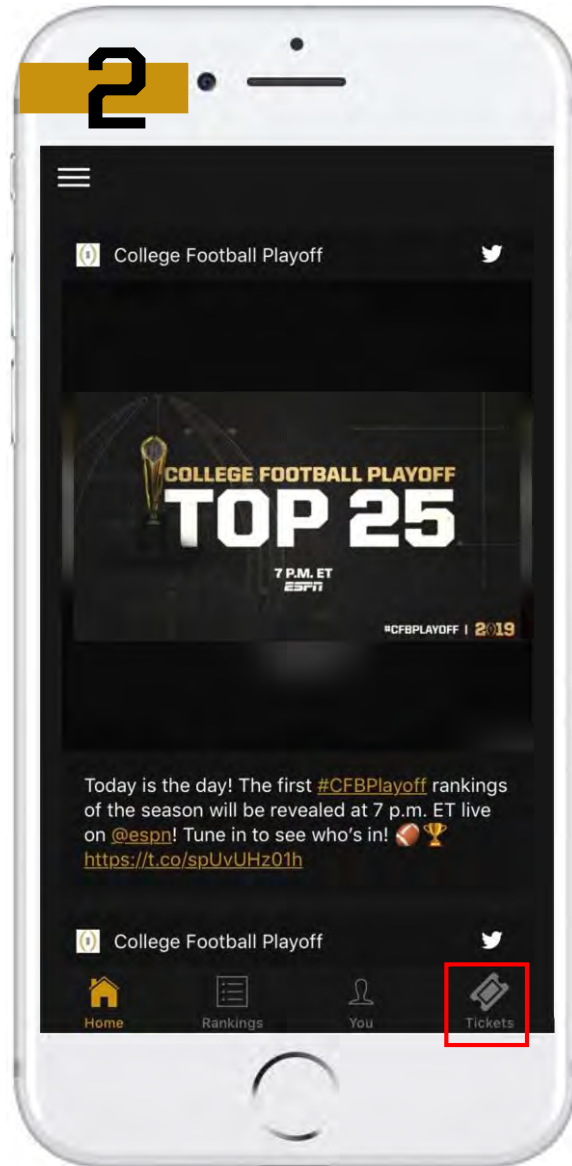 2
College Football Playoff
COLLEGE FOOTBALL PLAYOFF
TOP 25
7 P.M. ET
ESPN
#CFBPLAYOFF | 2019
Today is the day! The first #CFBPlayoff rankings
of the season will be revealed at 7 p.m. ET live
on @espn! Tune in to see who's in! 🏈🏆
https://t.co/spUvUHz01h
College Football Playoff
Home Rankings You Tickets